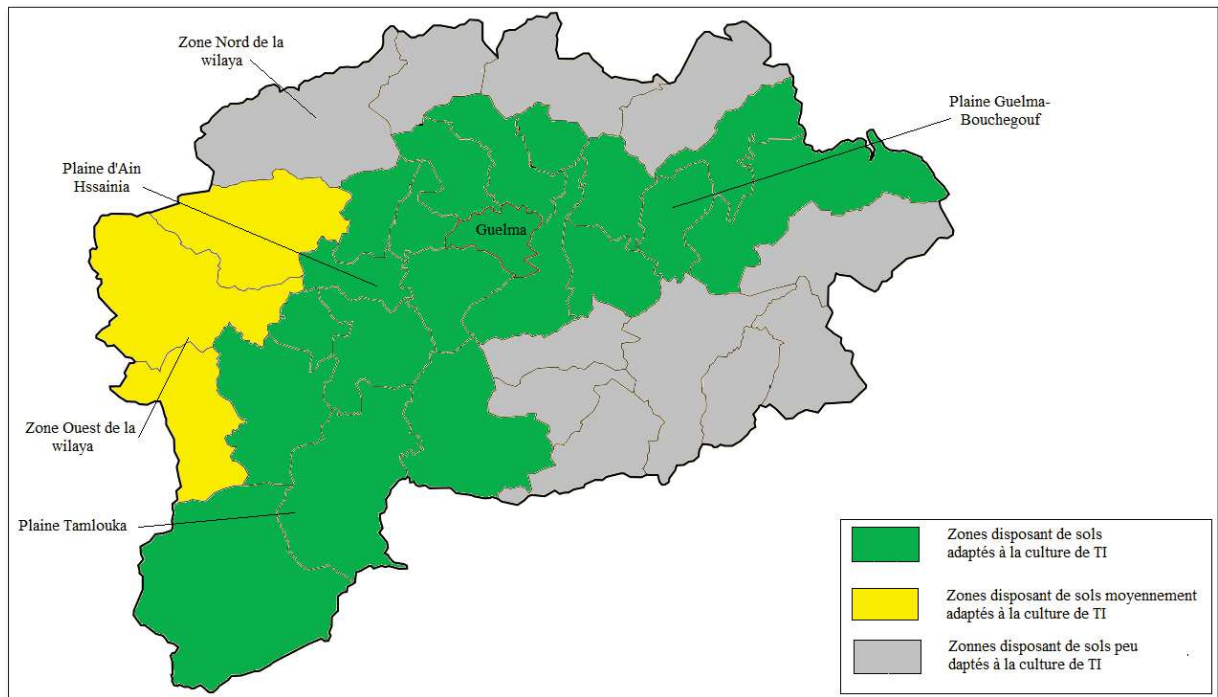 Zone Nord de la
wilaya
Plaine Guelma-
Bouchegouf
Plaine d'Ain
Hssainia
Guelma
Zone Ouest de la
wilaya
Plaine Tamlouka
Zones disposant de sols
adaptés à la culture de TI
Zones disposant de sols moyennement
adaptés à la culture de TI
Zonnes disposant de sols peu
daptés à la culture de TI